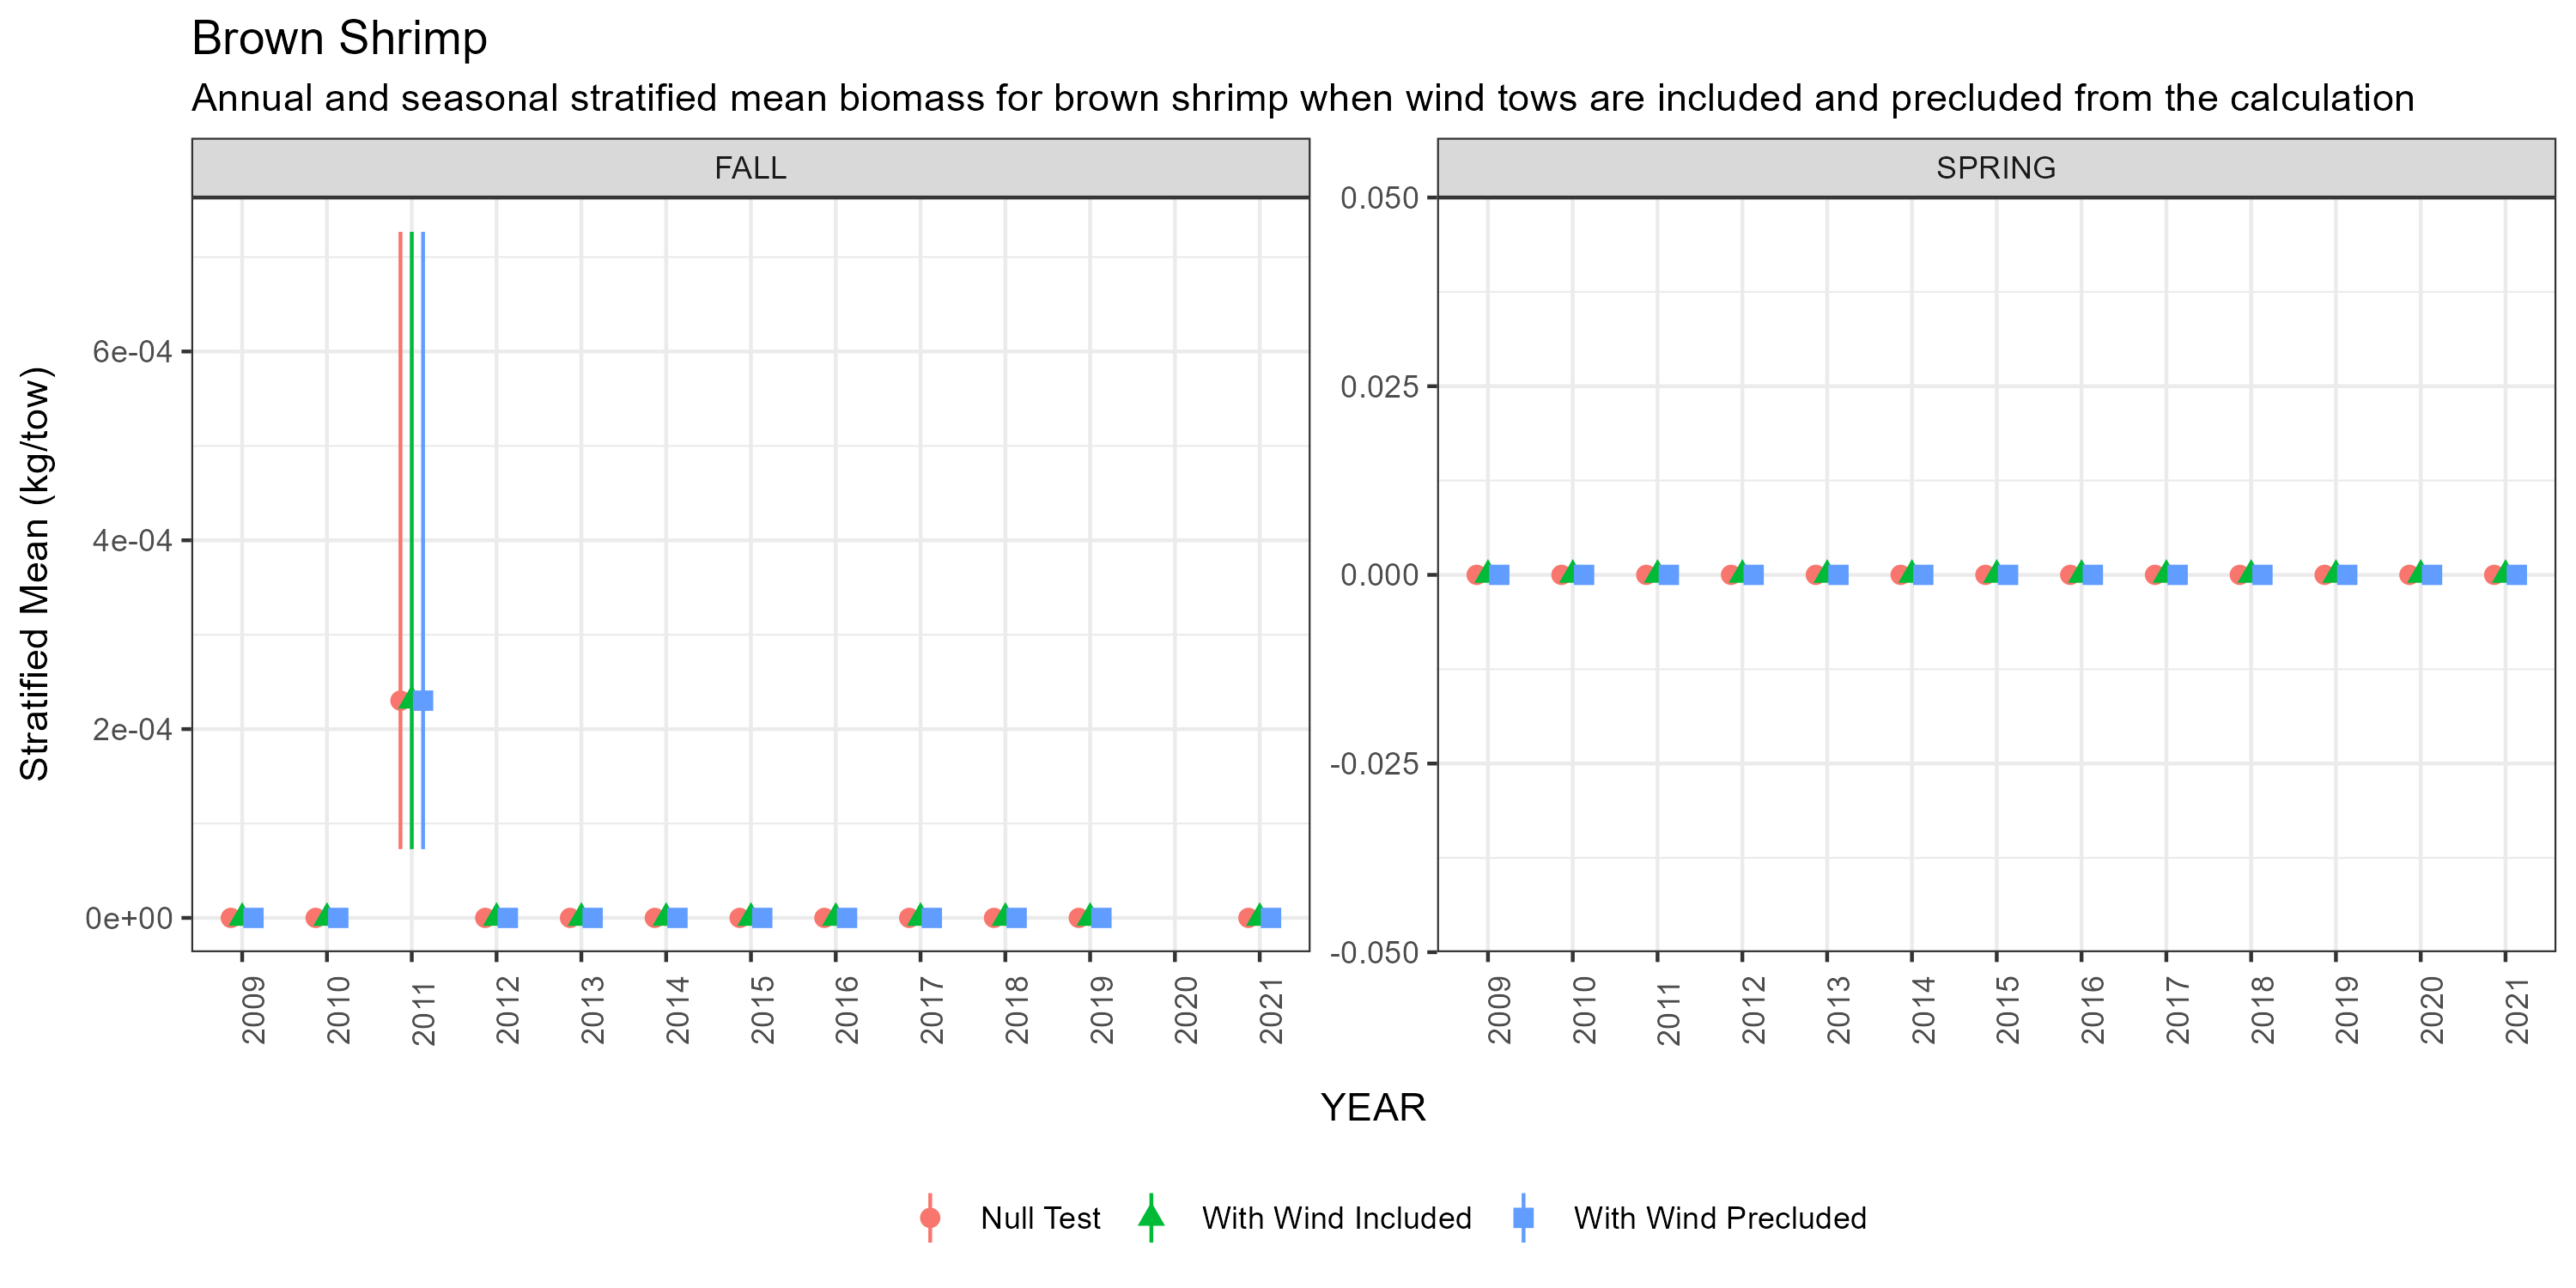 Brown Shrimp
Annual and seasonal stratified mean biomass for brown shrimp when wind tows are included and precluded from the calculation
FALL
SPRING
Stratified Mean (kg/tow)
6e-04
4e-04
2e-04
0e+00
0.050
0.025
0.000
-0.025
-0.050
2009 2010 2011 2012 2013 2014 2015 2016 2017 2018 2019 2020 2021
2009 2010 2011 2012 2013 2014 2015 2016 2017 2018 2019 2020 2021
YEAR
Null Test With Wind Included With Wind Precluded